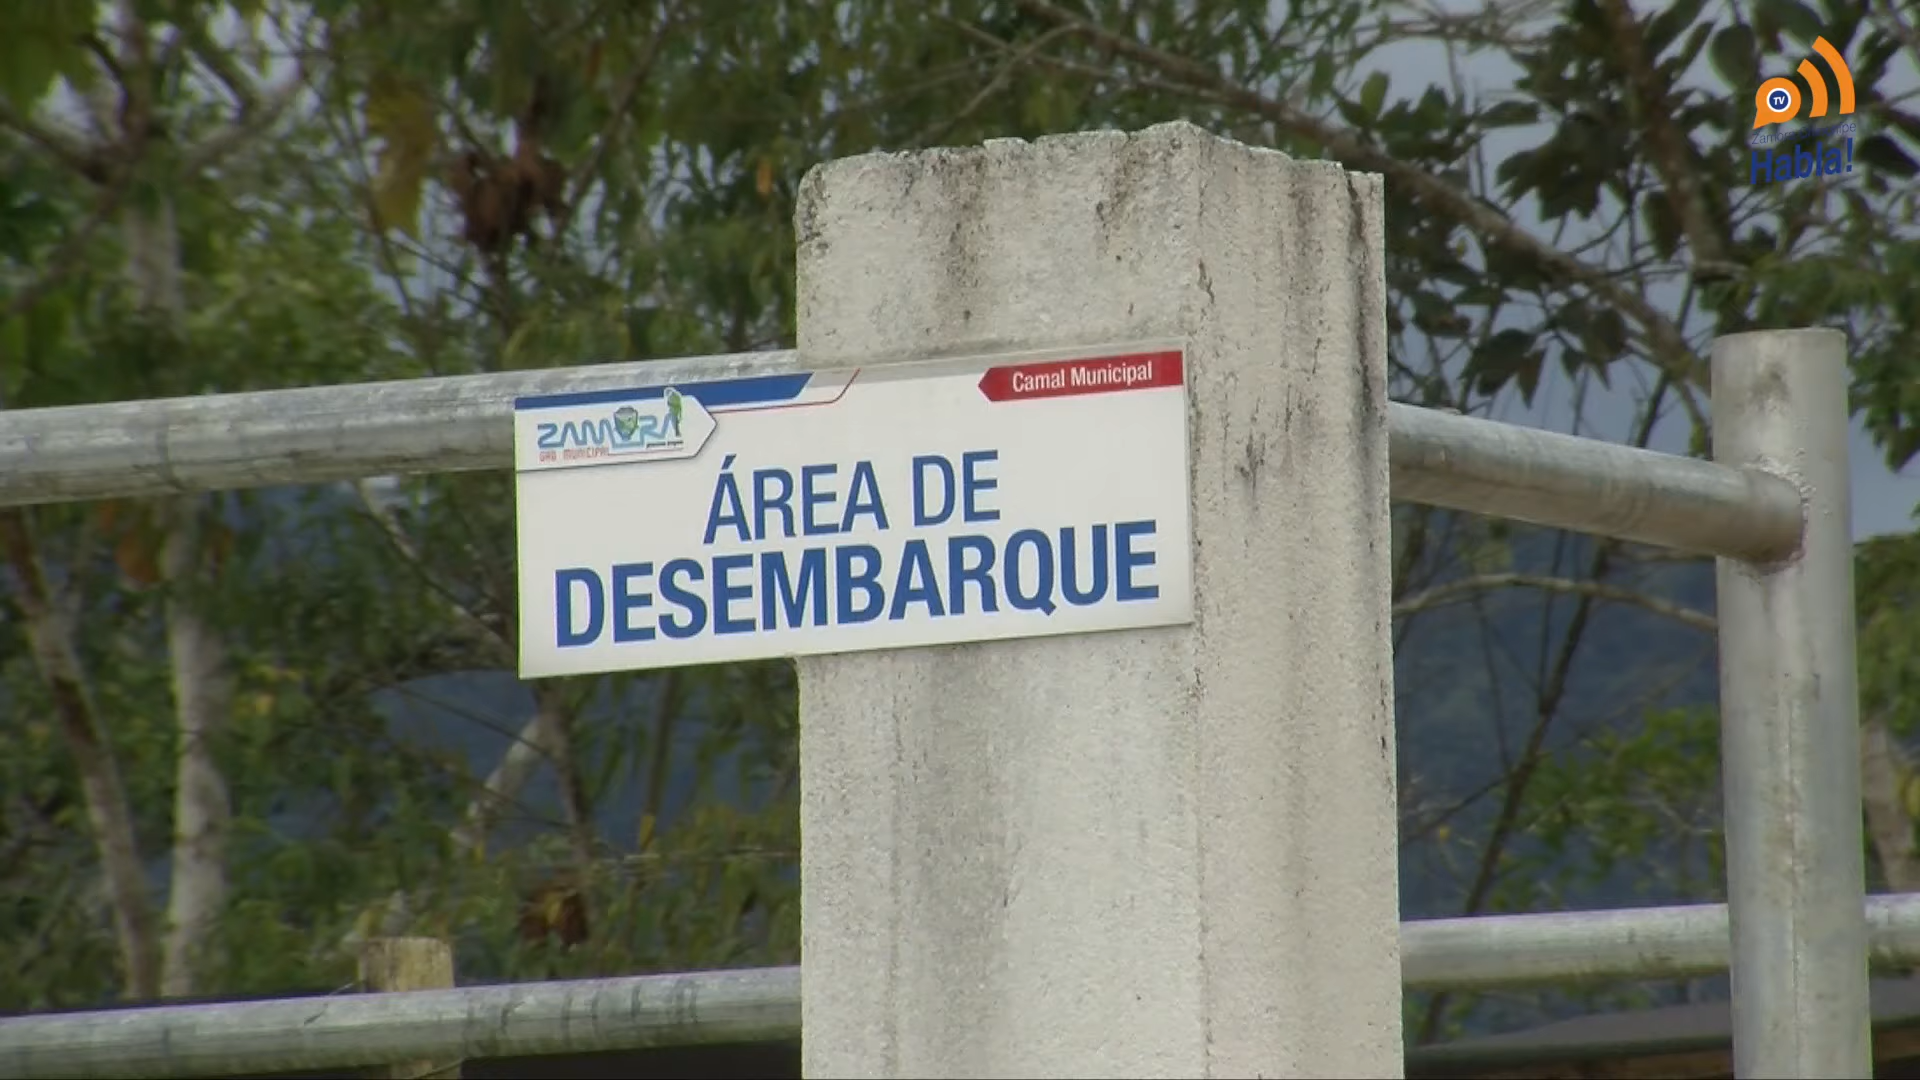 TV
Habla!
Camal Municipal
ZAMORA
GAD MUNICIPAL
ÁREA DE
DESEMBARQUE